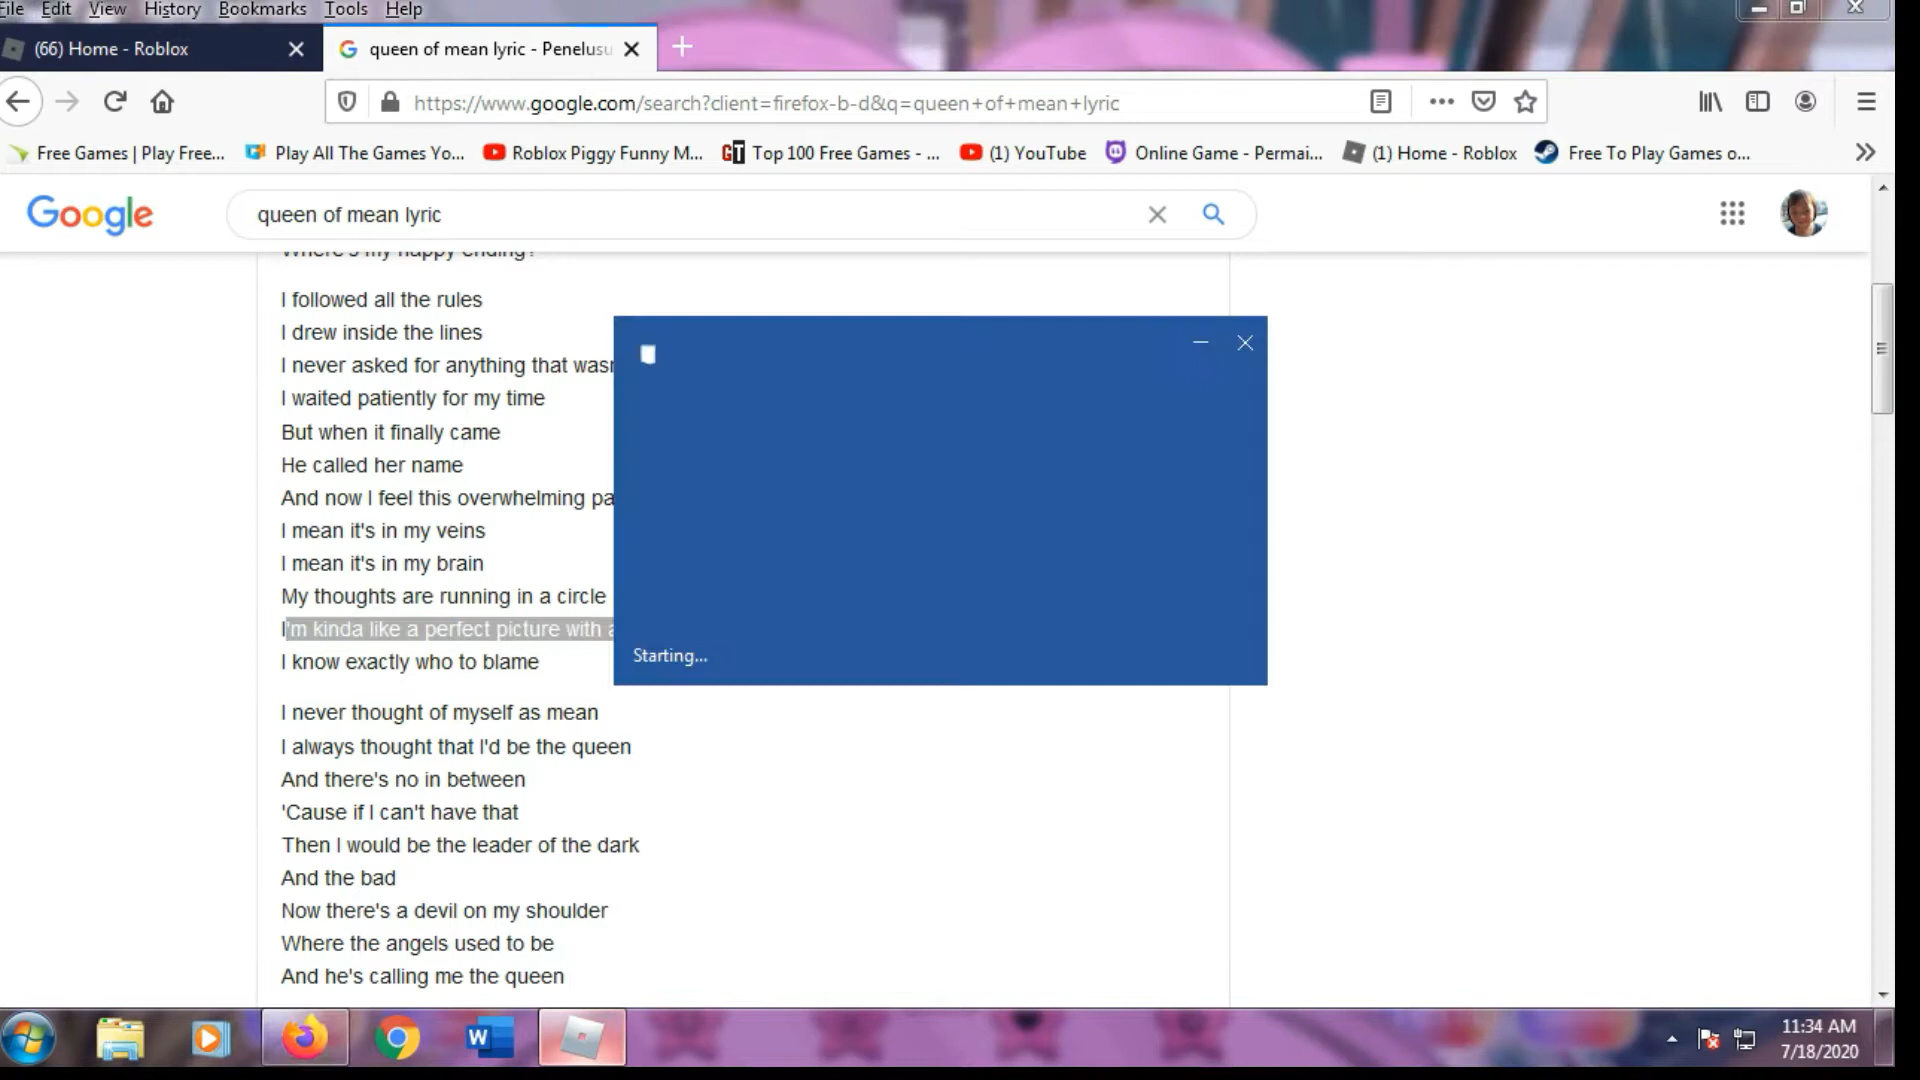 File Edit View History Bookmarks Tools Help
(66) Home - Roblox
queen of mean lyric - Penelusu
https://www.google.com/search?client=firefox-b-d&q=queen+of+mean+lyric
Free Games | Play Free...
Play All The Games Yo...
Roblox Piggy Funny M...
GT Top 100 Free Games - ...
(1) YouTube
Online Game - Permai...
(1) Home - Roblox
Free To Play Games o...
Google
queen of mean lyric
Where's my happy ending?
I followed all the rules
I drew inside the lines
I never asked for anything that wasn
I waited patiently for my time
But when it finally came
He called her name
And now I feel this overwhelming pa
I mean it's in my veins
I mean it's in my brain
My thoughts are running in a circle
I'm kinda like a perfect picture with a
I know exactly who to blame
Starting...
I never thought of myself as mean
I always thought that I'd be the queen
And there's no in between
'Cause if I can't have that
Then I would be the leader of the dark
And the bad
Now there's a devil on my shoulder
Where the angels used to be
And he's calling me the queen
W
11:34 AM
7/18/2020